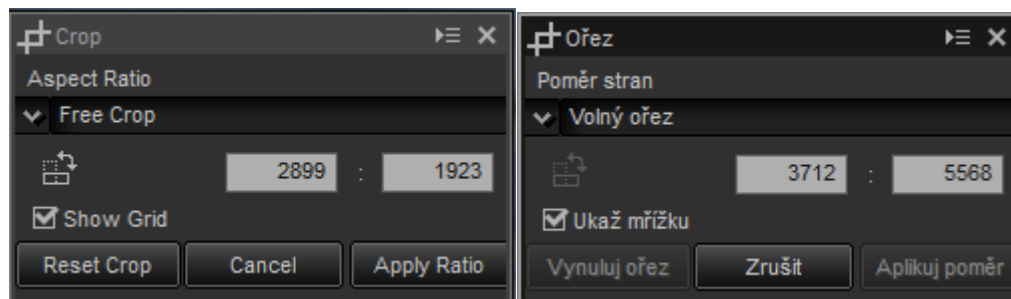 Crop
Aspect Ratio
Free Crop
2899 : 1923
Show Grid
Reset Crop Cancel Apply Ratio
Ořez
Poměr stran
Volný ořez
3712 : 5568
Ukaž mřížku
Vynuluj ořez Zrušit Aplikuj poměr